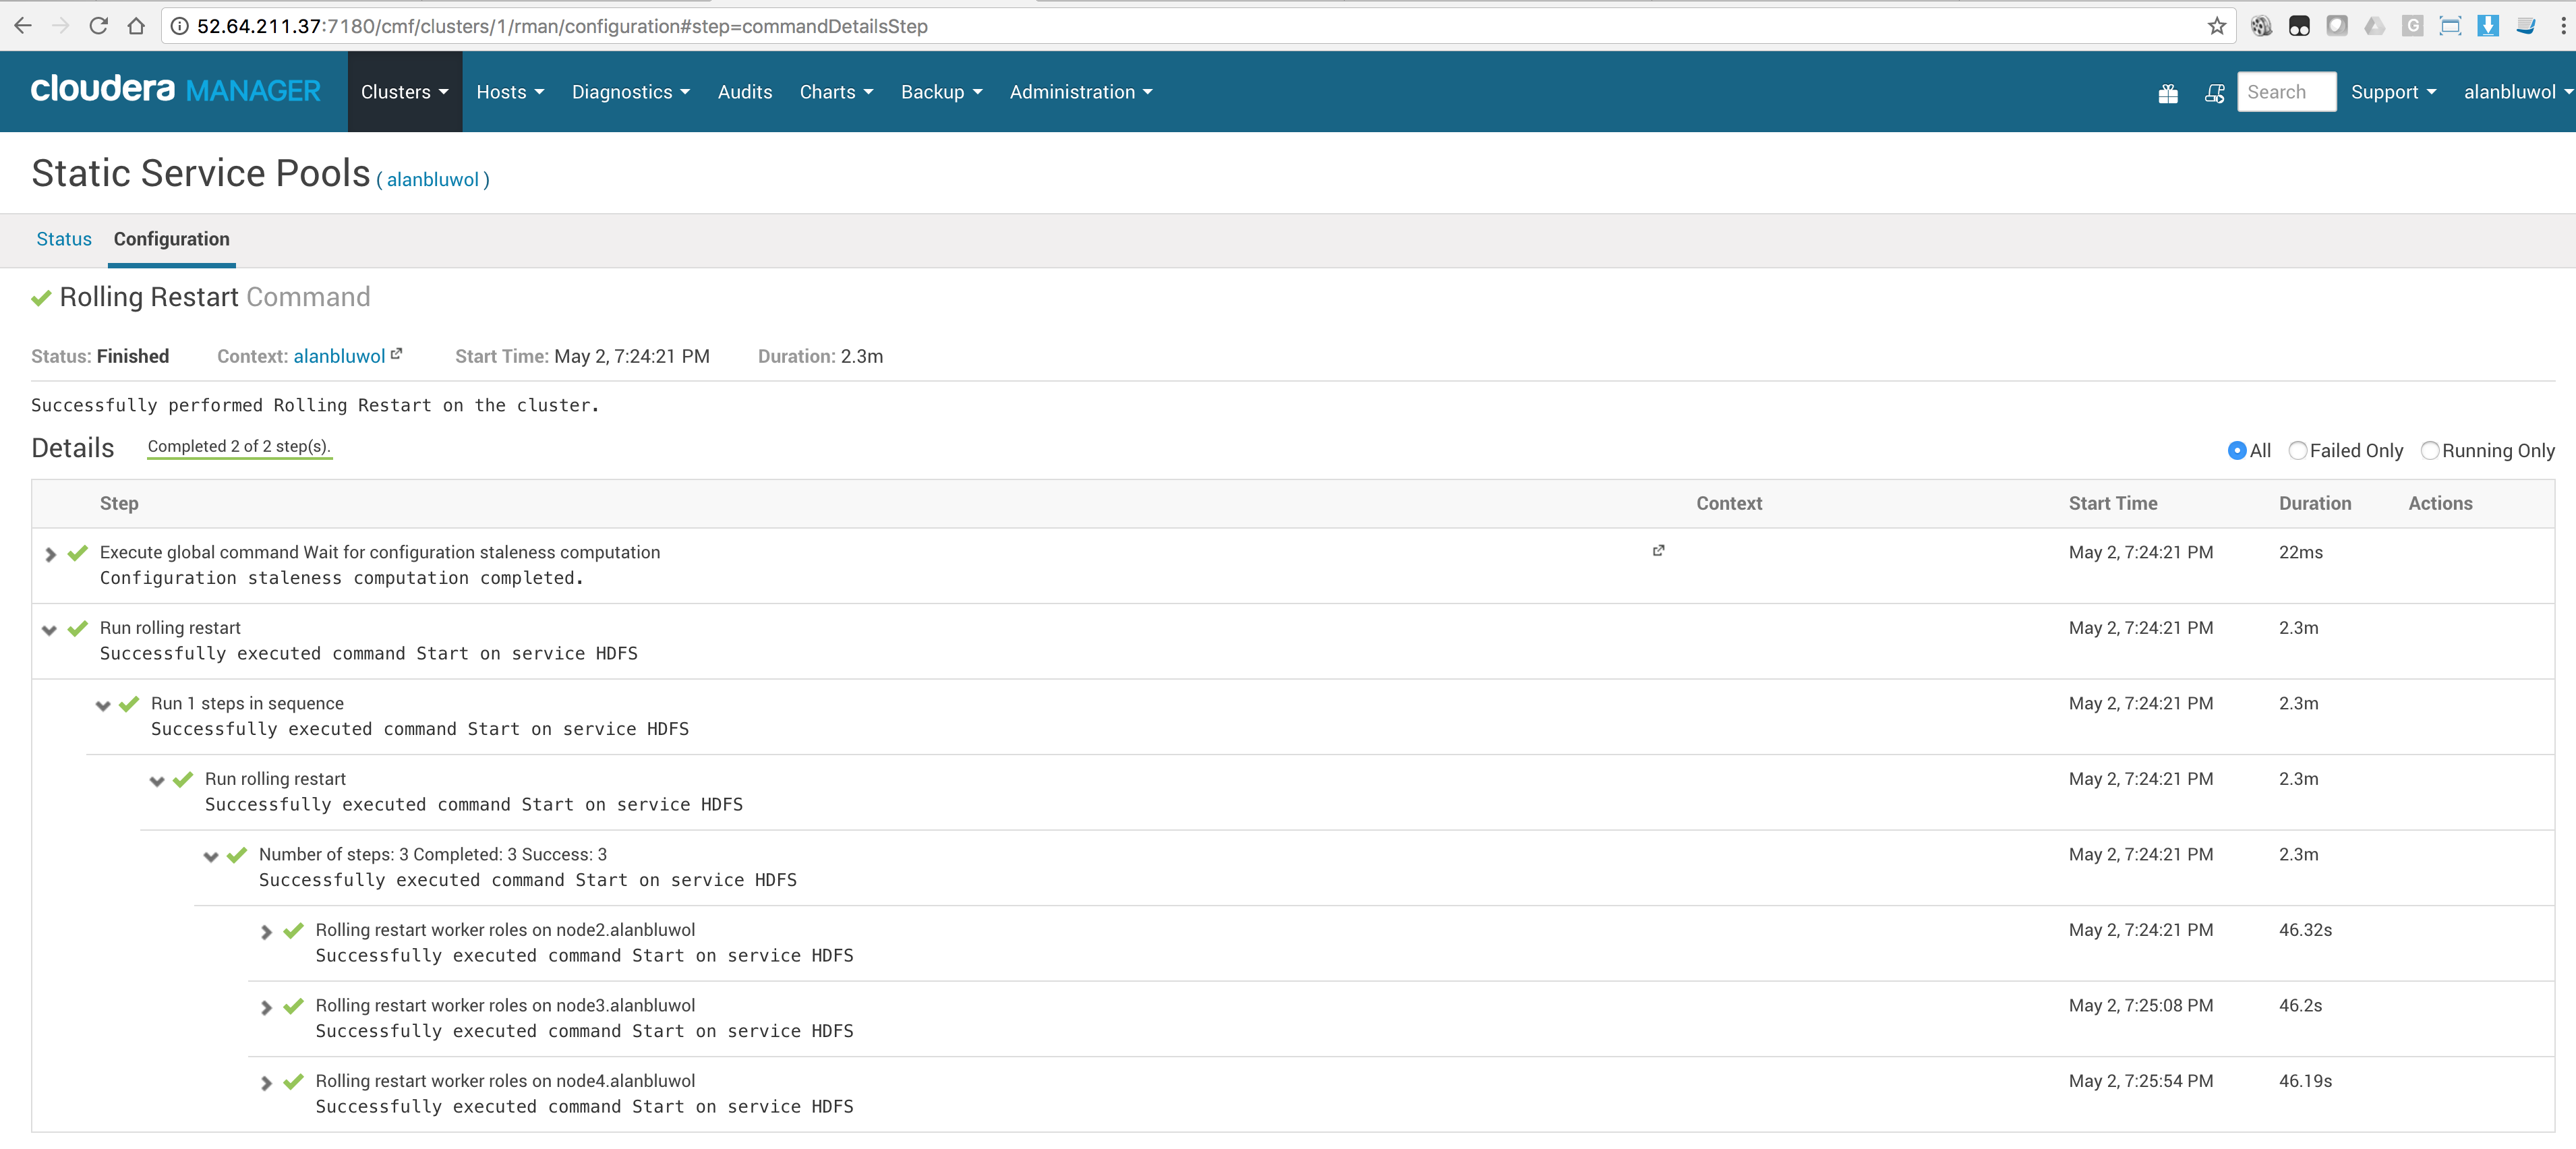 52.64.211.37:7180/cmf/clusters/1/rman/configuration#step=commandDetailsStep
G
cloudera MANAGER Clusters Hosts Diagnostics Audits Charts Backup Administration Search Support alanbluwol
Static Service Pools ( alanbluwol )
Status Configuration
Rolling Restart Command
Status: Finished Context: alanbluwol Start Time: May 2, 7:24:21 PM Duration: 2.3m
Successfully performed Rolling Restart on the cluster.
Details Completed 2 of 2 step(s). All Failed Only Running Only
Step Context Start Time Duration Actions
Execute global command Wait for configuration staleness computation May 2, 7:24:21 PM 22ms
Configuration staleness computation completed.
Run rolling restart May 2, 7:24:21 PM 2.3m
Successfully executed command Start on service HDFS
Run 1 steps in sequence May 2, 7:24:21 PM 2.3m
Successfully executed command Start on service HDFS
Run rolling restart May 2, 7:24:21 PM 2.3m
Successfully executed command Start on service HDFS
Number of steps: 3 Completed: 3 Success: 3 May 2, 7:24:21 PM 2.3m
Successfully executed command Start on service HDFS
Rolling restart worker roles on node2.alanbluwol May 2, 7:24:21 PM 46.32s
Successfully executed command Start on service HDFS
Rolling restart worker roles on node3.alanbluwol May 2, 7:25:08 PM 46.2s
Successfully executed command Start on service HDFS
Rolling restart worker roles on node4.alanbluwol May 2, 7:25:54 PM 46.19s
Successfully executed command Start on service HDFS